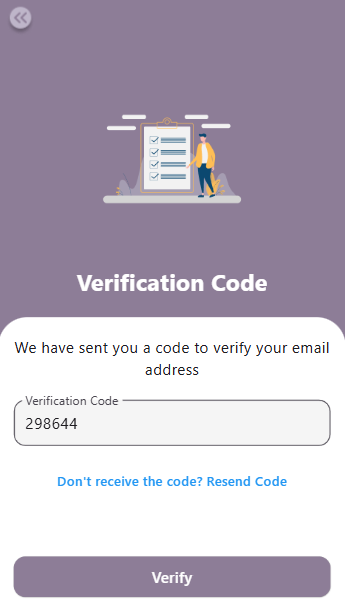 Verification Code
We have sent you a code to verify your email
address
Verification Code
298644
Don't receive the code? Resend Code
Verify